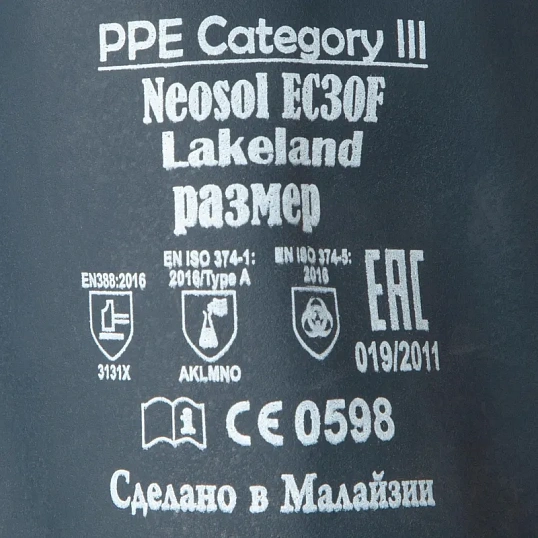 PPE Category III
Neosol EC30F
Lakeland
размер
EN388:2016
3131X
EN ISO 374-1:
2016/Type A
AKLMNO
EN ISO 374-5:
2016
EAC
019/2011
i CE 0598
Сделано в Малайзии